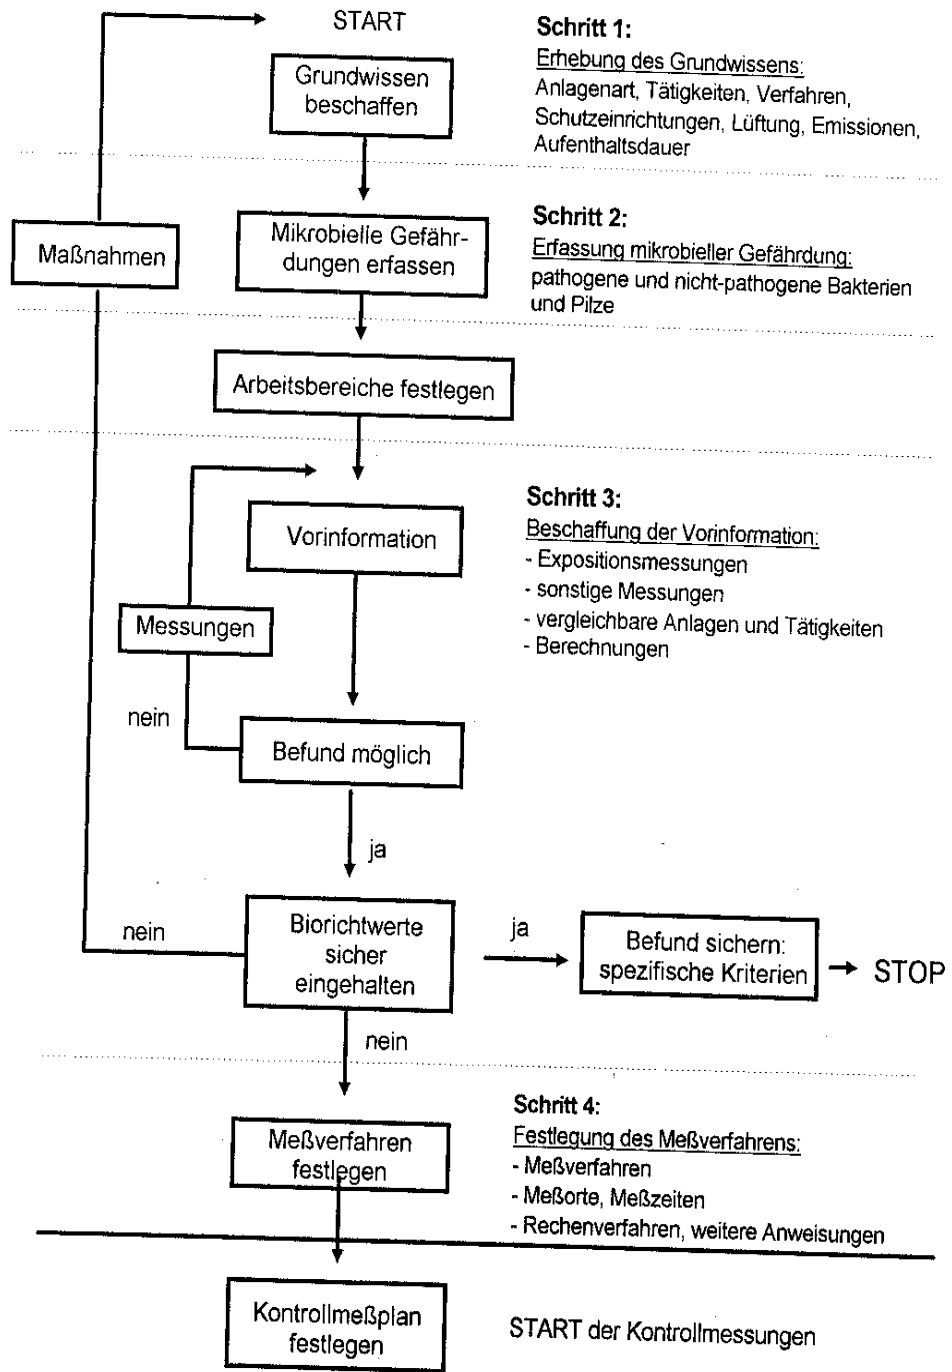 START
Grundwissen
beschaffen
Schritt 1:
Erhebung des Grundwissens:
Anlagenart, Tätigkeiten, Verfahren,
Schutzeinrichtungen, Lüftung, Emissionen,
Aufenthaltsdauer
Maßnahmen
Mikrobielle Gefähr-
dungen erfassen
Schritt 2:
Erfassung mikrobieller Gefährdung:
pathogene und nicht-pathogene Bakterien
und Pilze
Arbeitsbereiche festlegen
Vorinformation
Schritt 3:
Beschaffung der Vorinformation:
- Expositionsmessungen
- sonstige Messungen
- vergleichbare Anlagen und Tätigkeiten
- Berechnungen
Messungen
nein
Befund möglich
ja
nein
Biorichtwerte
sicher
eingehalten
ja
Befund sichern:
spezifische Kriterien
STOP
nein
Meßverfahren
festlegen
Schritt 4:
Festlegung des Meßverfahrens:
- Meßverfahren
- Meßorte, Meßzeiten
- Rechenverfahren, weitere Anweisungen
Kontrollmeßplan
festlegen
START der Kontrollmessungen